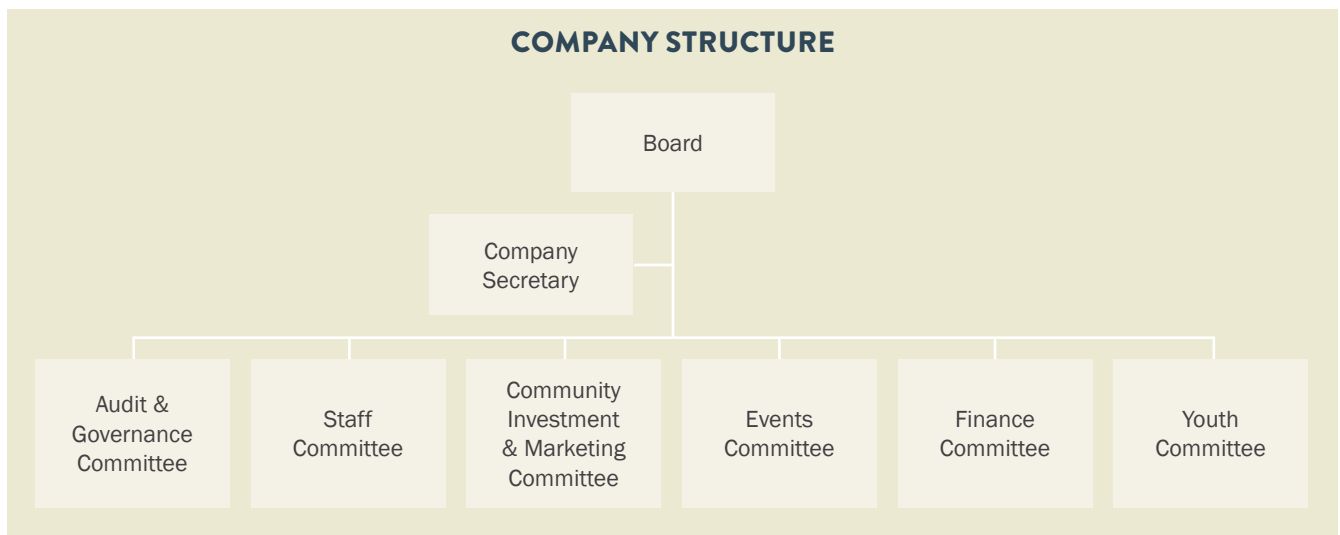 COMPANY STRUCTURE
Board
Company
Secretary
Audit &
Governance
Committee
Staff
Committee
Community
Investment
& Marketing
Committee
Events
Committee
Finance
Committee
Youth
Committee